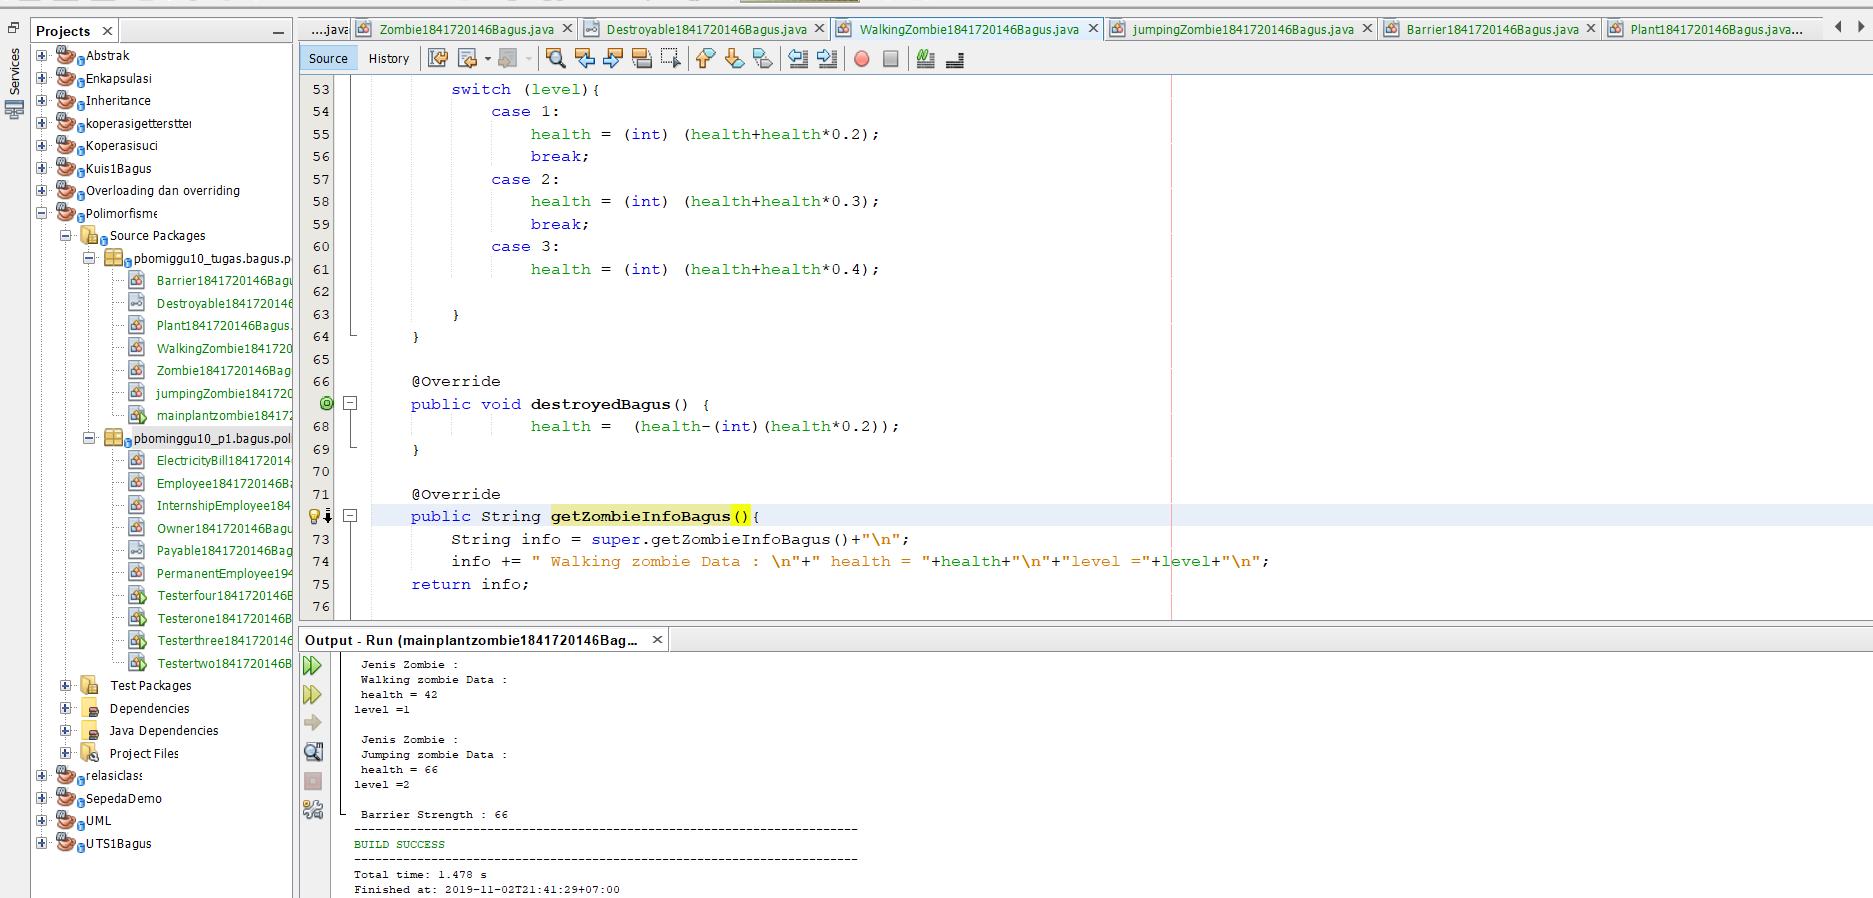 Projects
Services
Abstrak
Enkapsulasi
Inheritance
koperasigetterstter
Koperasisuci
Kuis1Bagus
Overloading dan overriding
Polimorfisme
Source Packages
pbomiggu10_tugas.bagus.p
Barrier1841720146Bagu
Destroyable184172014
Plant1841720146Bagus.
WalkingZombie184172
Zombie1841720146Bag
jumpingZombie184172
mainplantzombie18417
pbominggu10_p1.bagus.pol
ElectricityBill184172014
Employee1841720146B
InternshipEmployee184
Owner1841720146Bagu
Payable1841720146Bag
PermanentEmployee194
Testerfour1841720146B
Testerone1841720146B
Testerthree1841720146
Testertwo1841720146B
Test Packages
Dependencies
Java Dependencies
Project Files
relasiclass
SepedaDemo
UML
UTS1Bagus
....java Zombie1841720146Bagus.java Destroyable1841720146Bagus.java WalkingZombie1841720146Bagus.java jumpingZombie1841720146Bagus.java Barrier1841720146Bagus.java Plant1841720146Bagus.java...
Source History
53 switch (level){
54 case 1:
55 health = (int) (health+health*0.2);
56 break;
57 case 2:
58 health = (int) (health+health*0.3);
59 break;
60 case 3:
61 health = (int) (health+health*0.4);
62
63 }
64 }
65
66 @Override
public void destroyedBagus() {
68 health =  (health-(int)(health*0.2));
69 }
70
71 @Override
public String getZombieInfoBagus(){
73 String info = super.getZombieInfoBagus()+"\n";
74 info += " Walking zombie Data : \n"+" health = "+health+"\n"+"level ="+level+"\n";
75 return info;
76
Output - Run (mainplantzombie1841720146Bag...
Jenis Zombie :
Walking zombie Data :
health = 42
level =1
Jenis Zombie :
Jumping zombie Data :
health = 66
level =2
Barrier Strength : 66
------------------------------------------------------------------------
BUILD SUCCESS
------------------------------------------------------------------------
Total time: 1.478 s
Finished at: 2019-11-02T21:41:29+07:00